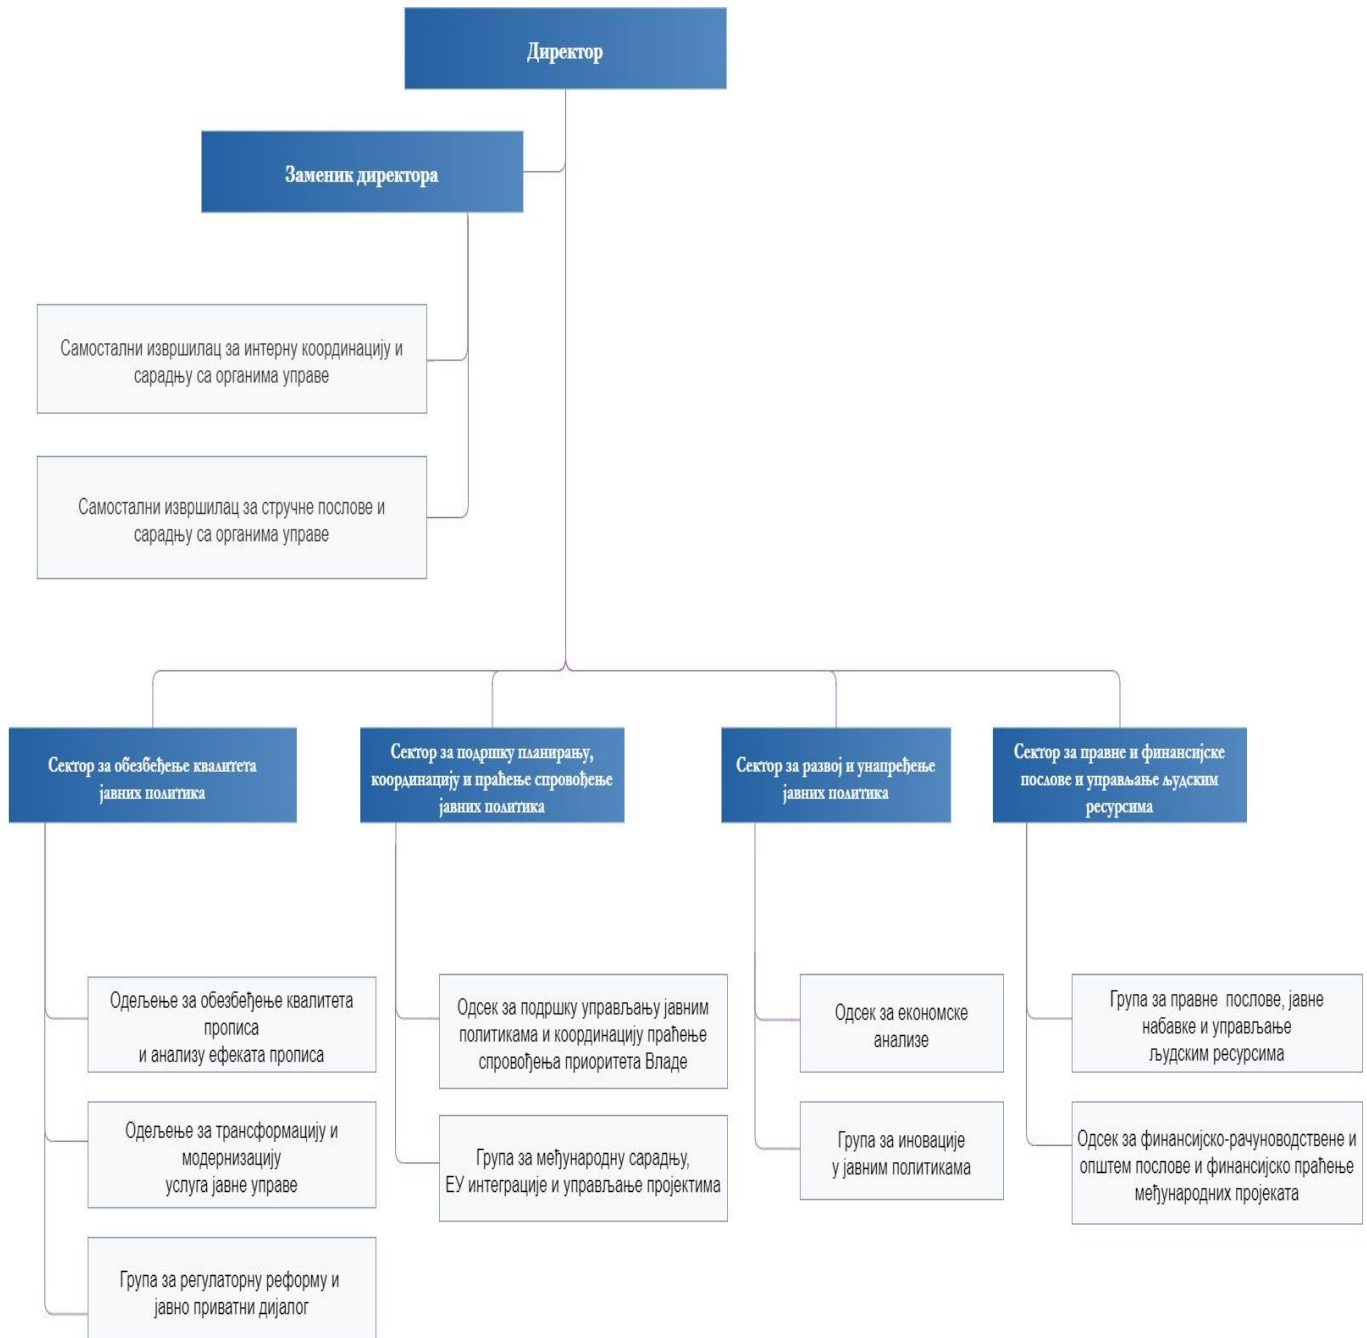 Директор
Заменик директора
Самостални извршилац за интерну координацију и
сарадњу са органима управе
Самостални извршилац за стручне послове и
сарадњу са органима управе
Сектор за обезбеђење квалитета
јавних политика
Сектор за подршку планирању,
координацију и праћење спровођење
јавних политика
Сектор за развој и унапређење
јавних политика
Сектор за правне и финансијске
послове и управљање људским
ресурсима
Одељење за обезбеђење квалитета
прописа
и анализу ефеката прописа
Одељење за трансформацију и
модернизацију
услуга јавне управе
Група за регулаторну реформу и
јавно приватни дијалог
Одсек за подршку управљању јавним
политикама и координацију праћење
спровођења приоритета Владе
Група за међународну сарадњу,
ЕУ интеграције и управљање пројектима
Одсек за економске
анализе
Група за иновације
у јавним политикама
Група за правне послове, јавне
набавке и управљање
људским ресурсима
Одсек за финансијско-рачуноводствене и
општем послове и финансијско праћење
међународних пројеката